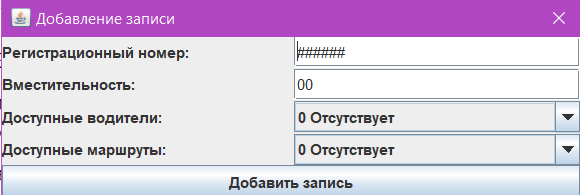 Добавление записи
Регистрационный номер: ######
Вместительность: 00
Доступные водители: 0 Отсутствует
Доступные маршруты: 0 Отсутствует
Добавить запись